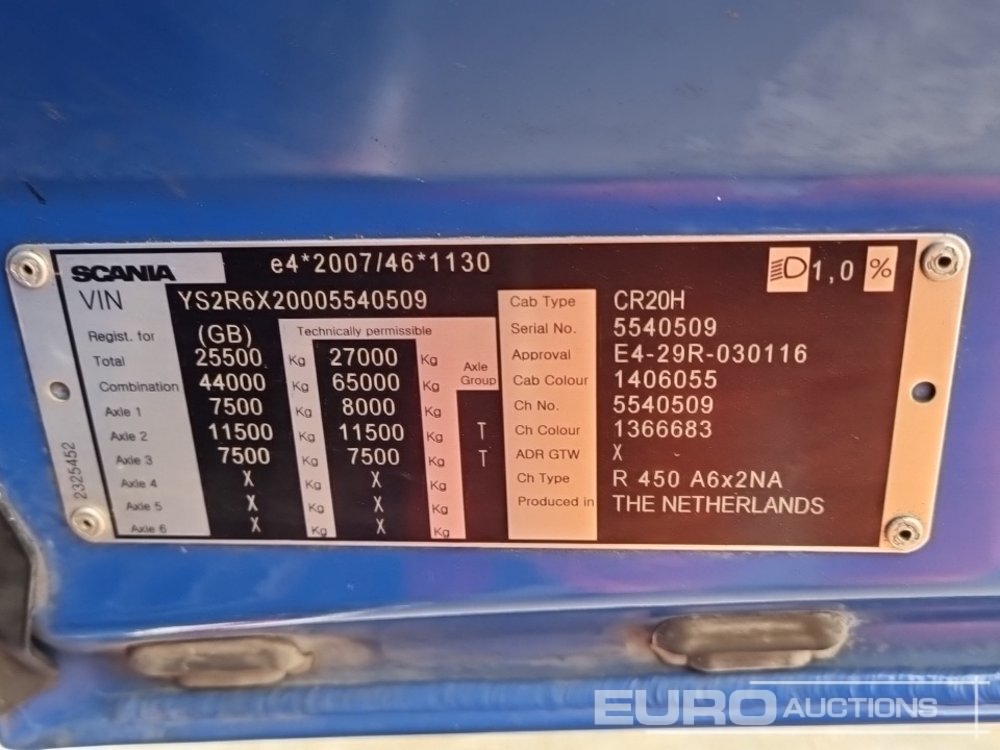 SCANIA e4*2007/46*1130 1,0 %
VIN YS2R6X20005540509 Cab Type CR20H
Regist. for (GB) Technically permissible Serial No. 5540509
Total 25500 Kg 27000 Kg Axle Group Approval E4-29R-030116
Combination 44000 Kg 65000 Kg Cab Colour 1406055
Axle 1 7500 Kg 8000 Kg Ch No. 5540509
Axle 2 11500 Kg 11500 Kg T Ch Colour 1366683
Axle 3 7500 Kg 7500 Kg T ADR GTW X
Axle 4 X Kg X Kg Ch Type R 450 A6x2NA
Axle 5 X Kg X Kg Produced in THE NETHERLANDS
Axle 6 X Kg X Kg
2325452
EURO AUCTIONS